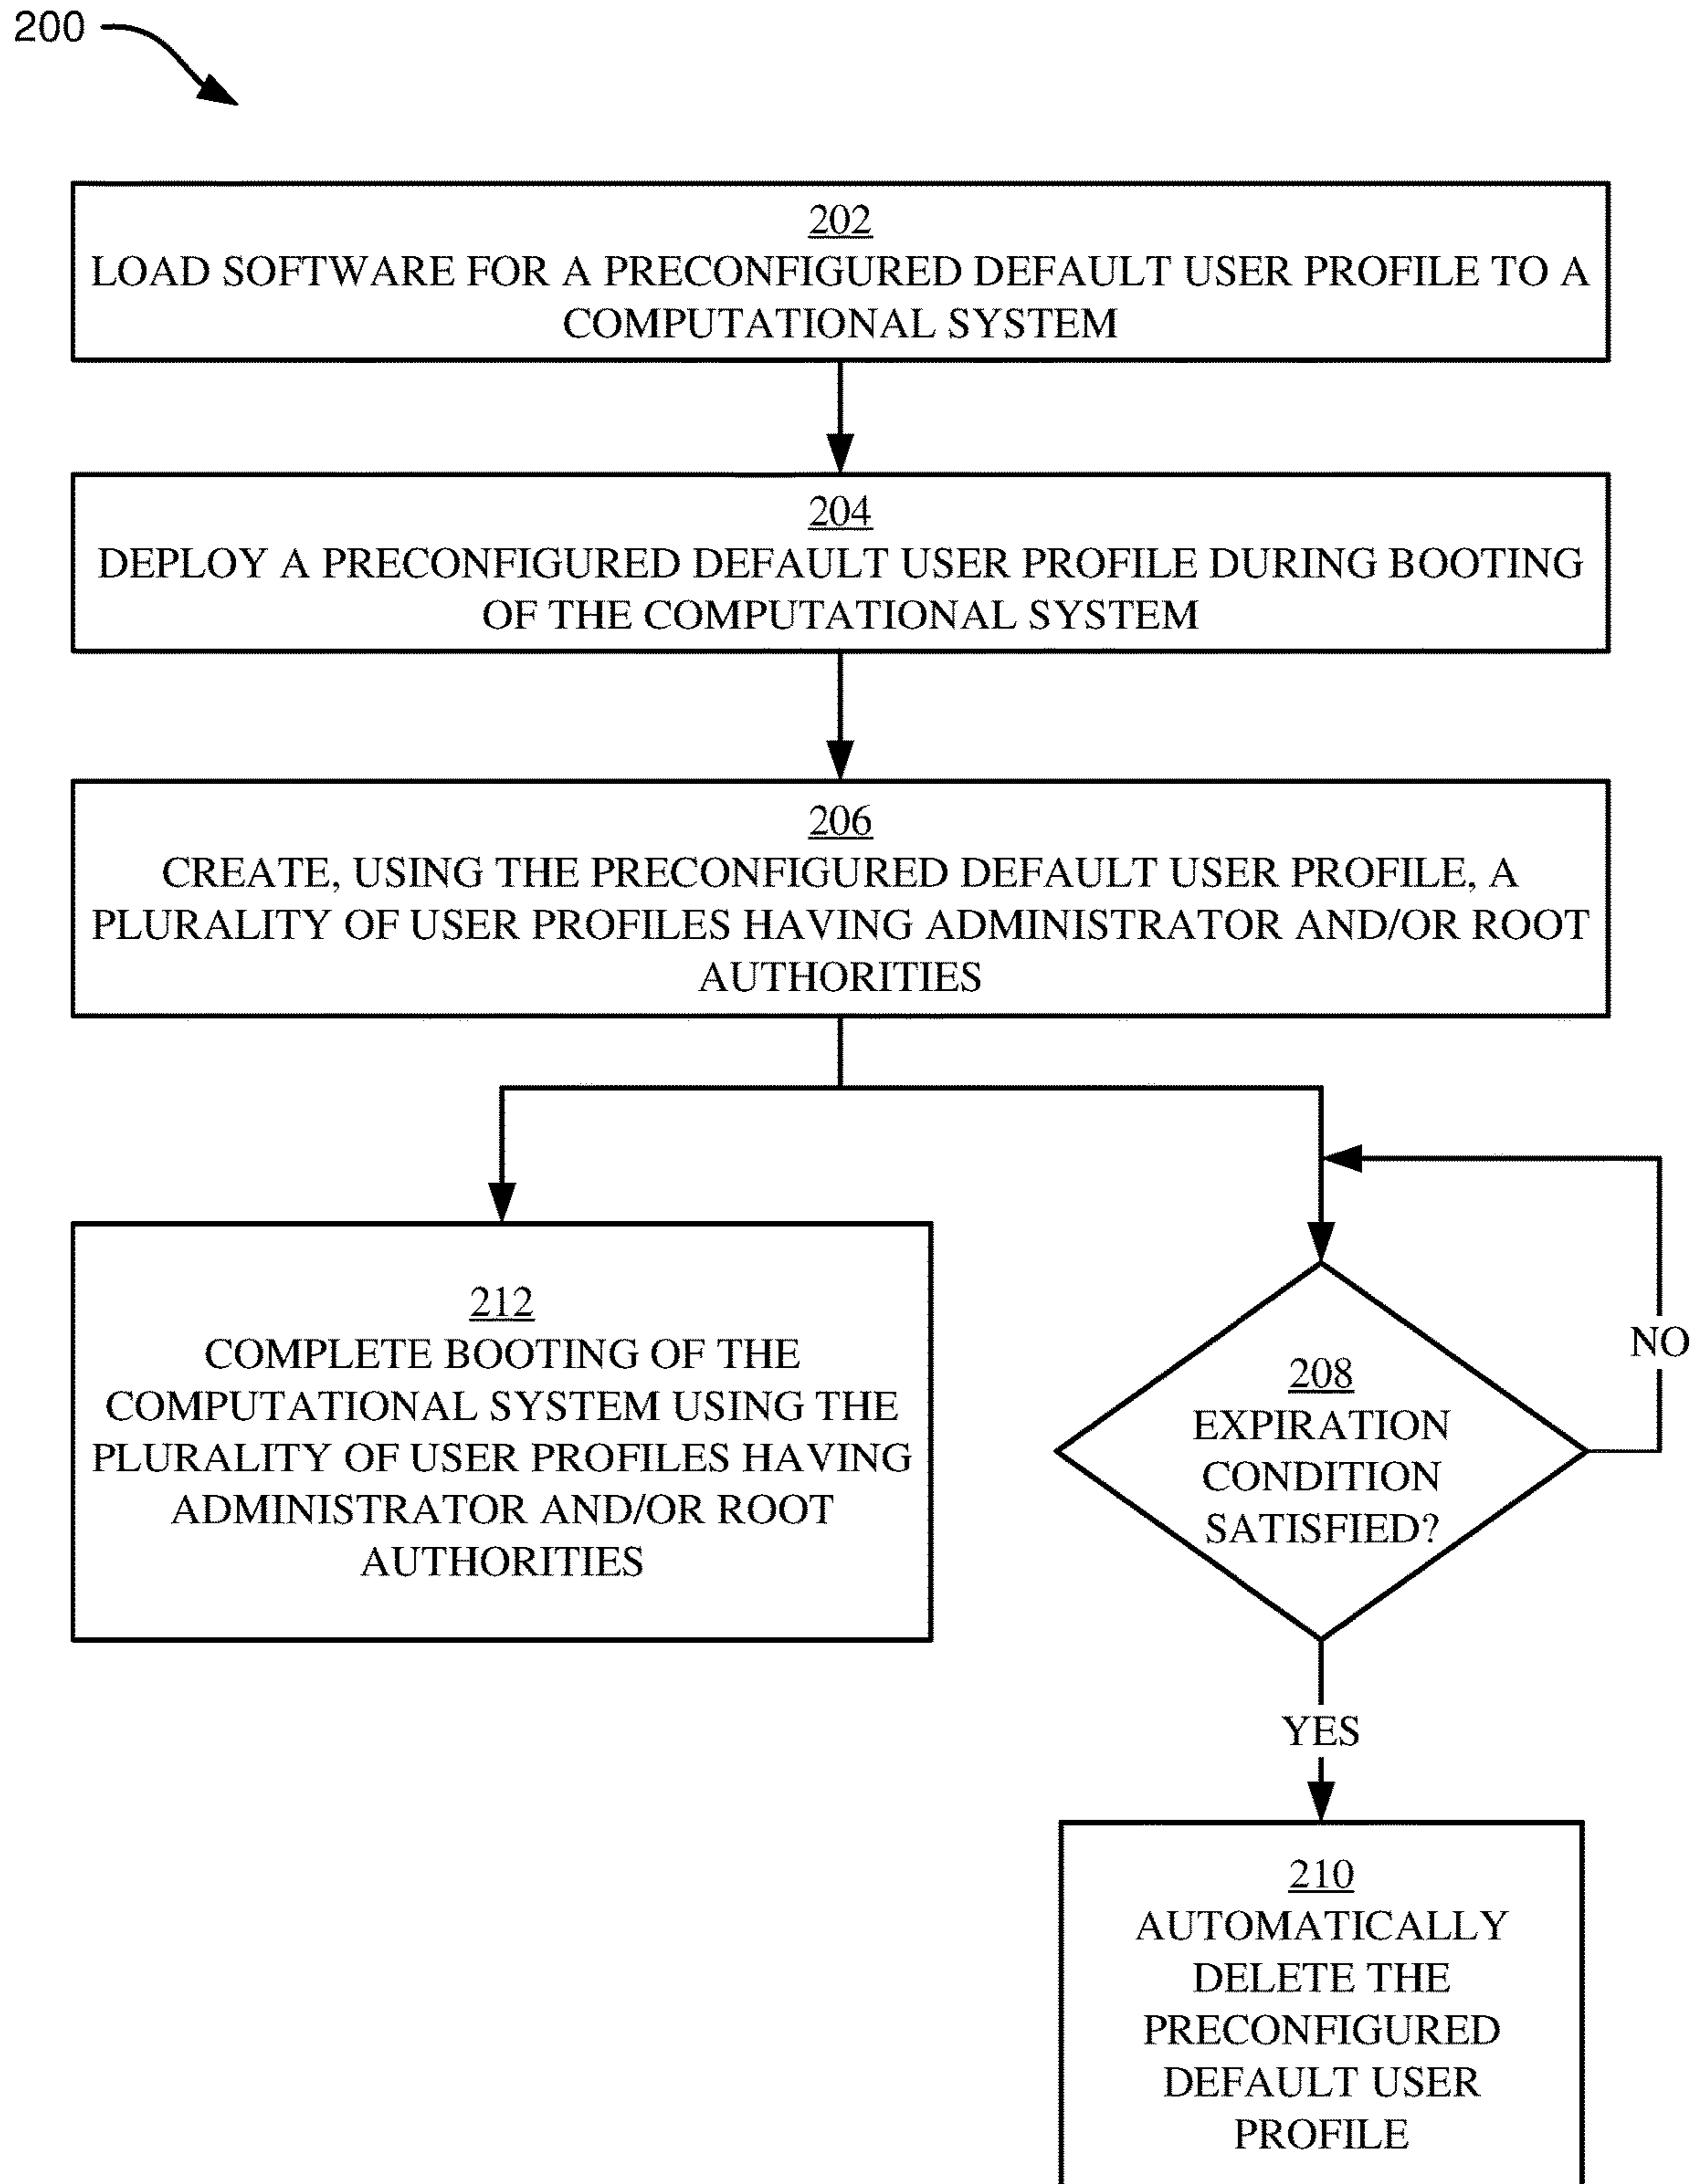 200
202
LOAD SOFTWARE FOR A PRECONFIGURED DEFAULT USER PROFILE TO A
COMPUTATIONAL SYSTEM
204
DEPLOY A PRECONFIGURED DEFAULT USER PROFILE DURING BOOTING
OF THE COMPUTATIONAL SYSTEM
206
CREATE, USING THE PRECONFIGURED DEFAULT USER PROFILE, A
PLURALITY OF USER PROFILES HAVING ADMINISTRATOR AND/OR ROOT
AUTHORITIES
212
COMPLETE BOOTING OF THE
COMPUTATIONAL SYSTEM USING THE
PLURALITY OF USER PROFILES HAVING
ADMINISTRATOR AND/OR ROOT
AUTHORITIES
208
EXPIRATION
CONDITION
SATISFIED?
NO
YES
210
AUTOMATICALLY
DELETE THE
PRECONFIGURED
DEFAULT USER
PROFILE